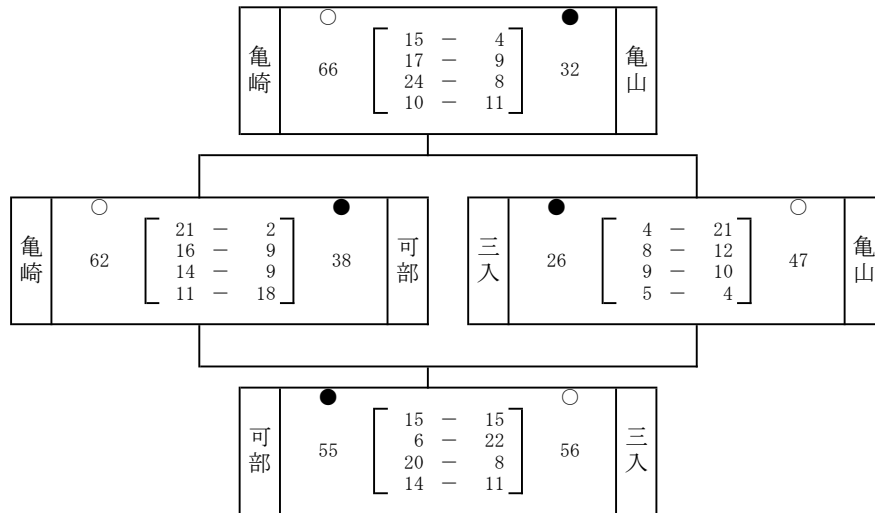 ○ ●
亀崎 66 15 － 4 32 亀山
17 － 9
24 － 8
10 － 11
○ ●
亀崎 62 21 － 2 38 可部
16 － 9
14 － 9
11 － 18
● ○
三入 26 4 － 21 47 亀山
8 － 12
9 － 10
5 － 4
● ○
可部 55 15 － 15 56 三入
6 － 22
20 － 8
14 － 11